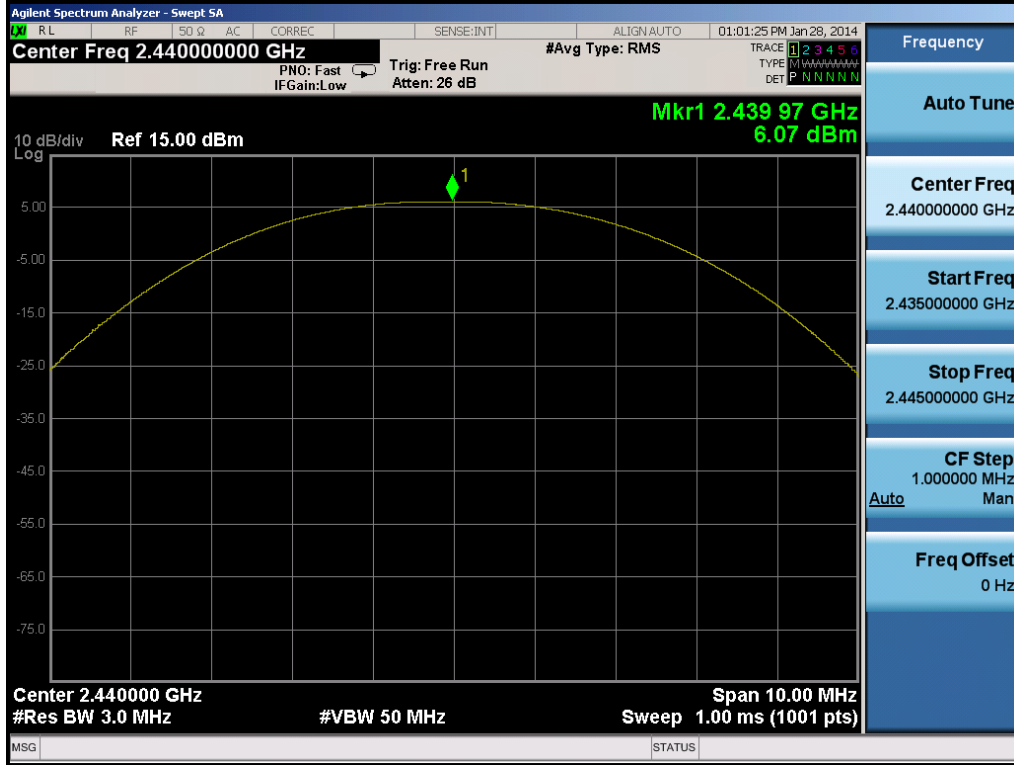 Agilent Spectrum Analyzer - Swept SA
LXI RL RF 50 Ω AC CORREC SENSE:INT ALIGN AUTO 01:01:25 PM Jan 28, 2014
Center Freq 2.440000000 GHz
PNO: Fast
IFGain:Low
Trig: Free Run
Atten: 26 dB
#Avg Type: RMS
TRACE 1 2 3 4 5 6
TYPE M
DET P N N N N N
Mkr1 2.439 97 GHz
6.07 dBm
10 dB/div Ref 15.00 dBm
Log
1
5.00
-5.00
-15.0
-25.0
-35.0
-45.0
-55.0
-65.0
-75.0
Center 2.440000 GHz Span 10.00 MHz
#Res BW 3.0 MHz #VBW 50 MHz Sweep 1.00 ms (1001 pts)
MSG STATUS
Frequency
Auto Tune
Center Freq
2.440000000 GHz
Start Freq
2.435000000 GHz
Stop Freq
2.445000000 GHz
CF Step
1.000000 MHz
Auto Man
Freq Offset
0 Hz